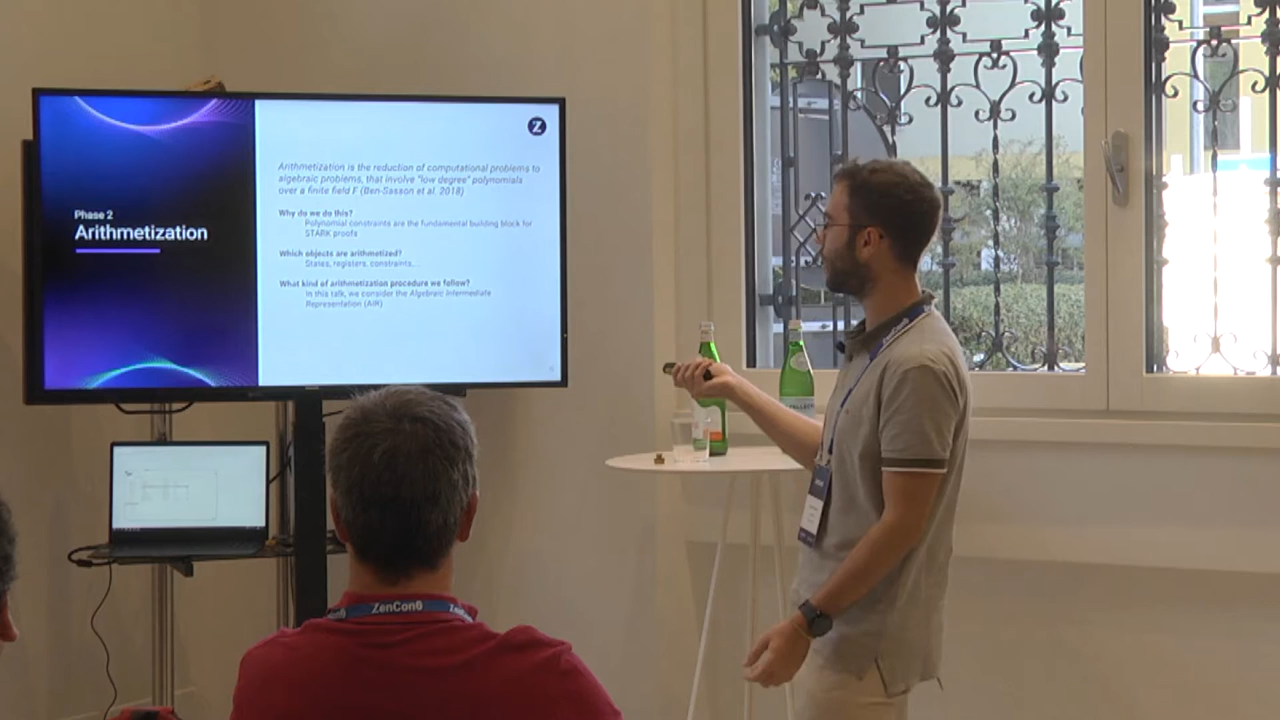 Z
Arithmetization is the reduction of computational problems to
algebraic problems, that involve "low degree" polynomials
over a finite field F (Ben-Sasson et al. 2018)
Phase 2
Arithmetization
Why do we do this?
Polynomial constraints are the fundamental building block for
STARK proofs
Which objects are arithmetized?
States, registers, constraints,...
What kind of arithmetization procedure we follow?
In this talk, we consider the Algebraic Intermediate
Representation (AIR)
ZenCon0
ZenCon0